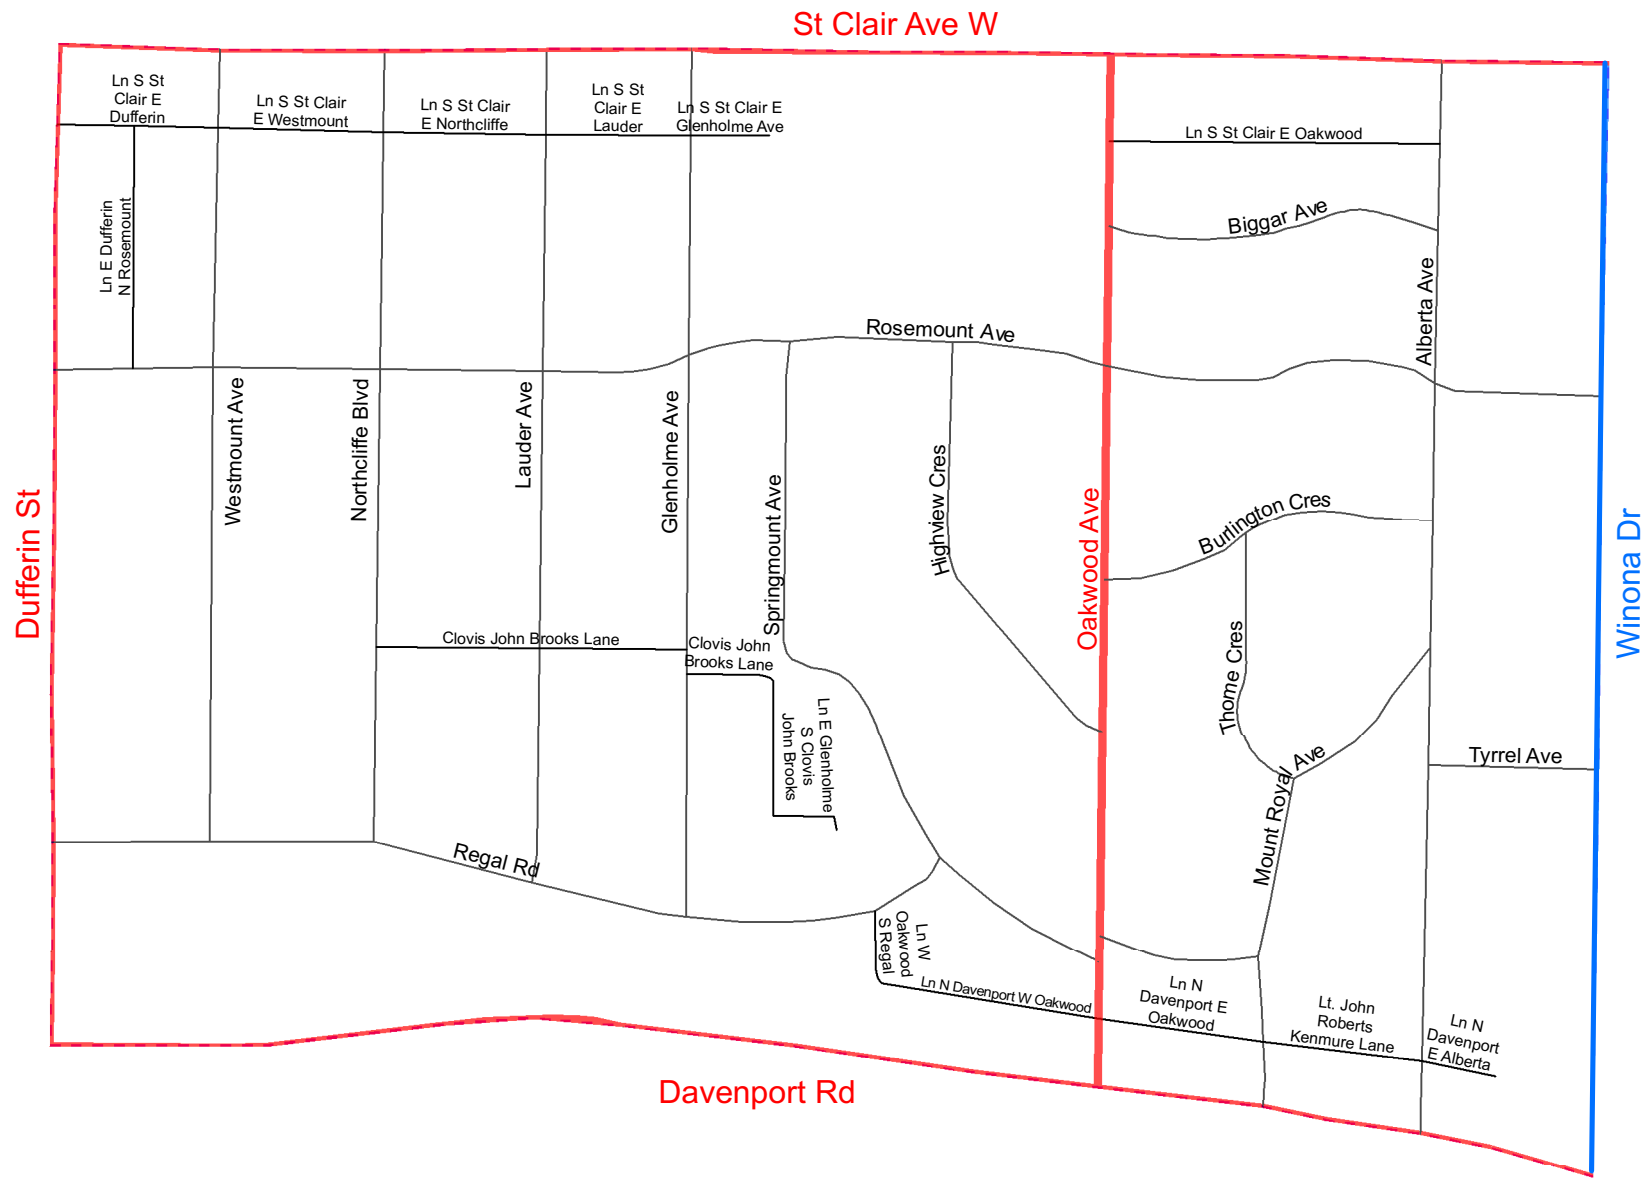 St Clair Ave W
Ln S St
Clair E
Dufferin
Ln S St Clair
E Westmount
Ln S St Clair
E Northcliffe
Ln S St
Clair E
Lauder
Ln S St Clair E
Glenholme Ave
Ln S St Clair E Oakwood
Ln E Dufferin
N Rosemount
Biggar Ave
Alberta Ave
Rosemount Ave
Westmount Ave
Northcliffe Blvd
Lauder Ave
Glenholme Ave
Springmount Ave
Highview Cres
Oakwood Ave
Burlington Cres
Dufferin St
Winona Dr
Clovis John Brooks Lane
Clovis John
Brooks Lane
Thome Cres
Ln E Glenholme
S Clovis
John Brooks
Mount Royal Ave
Tyrrel Ave
Regal Rd
Ln W
Oakwood
S Regal
Ln N Davenport W Oakwood
Ln N
Davenport E
Oakwood
Lt. John
Roberts
Kenmure Lane
Ln N
Davenport
E Alberta
Davenport Rd